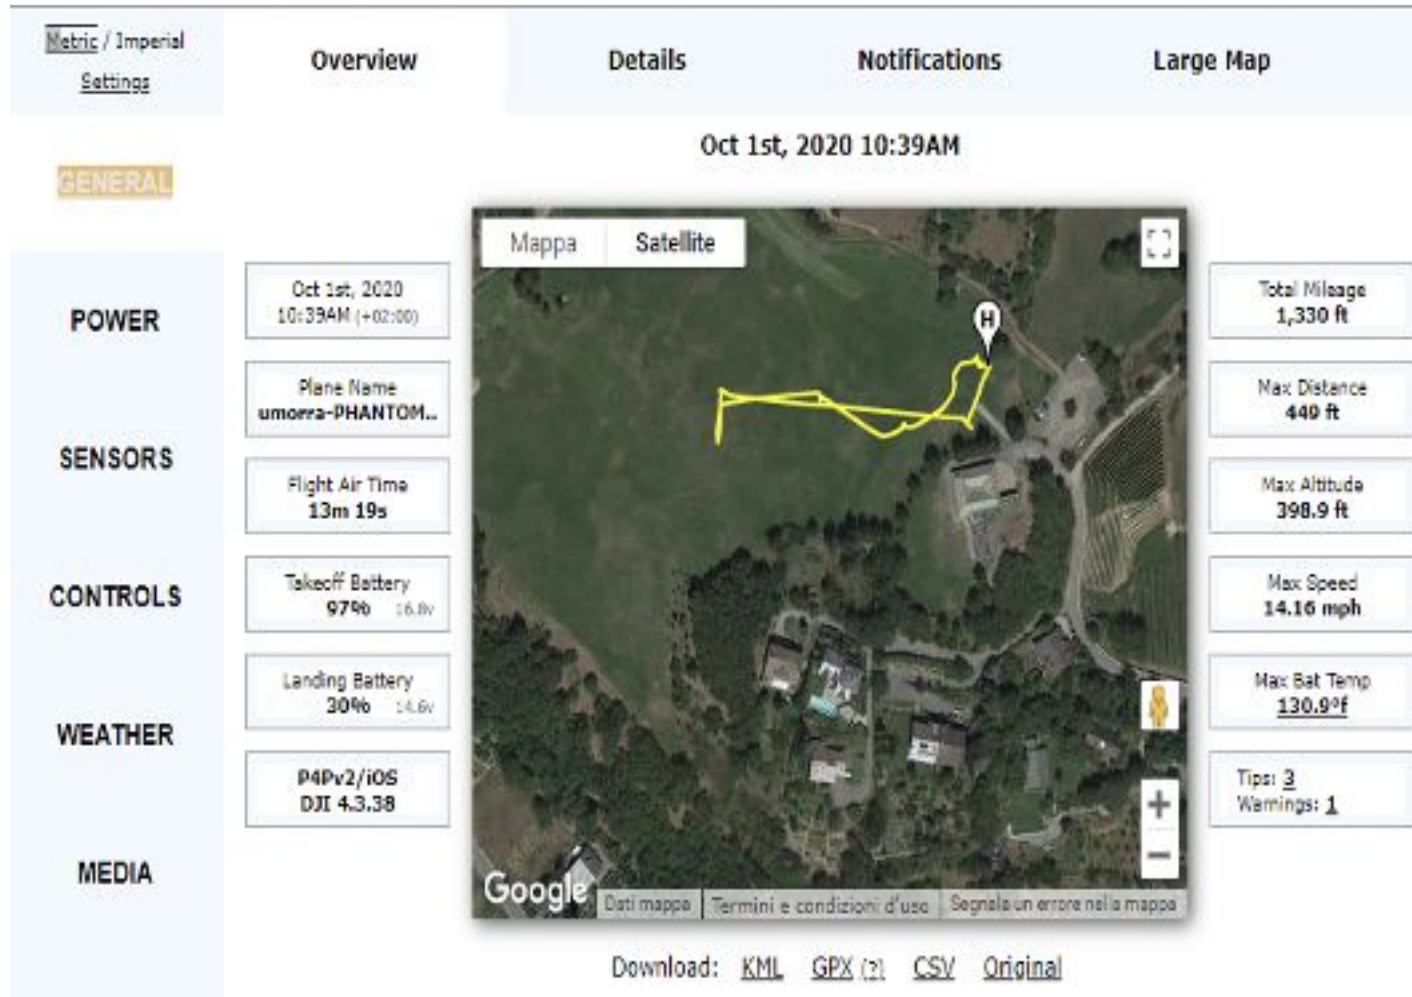 Metric / Imperial
Settings
Overview
Details
Notifications
Large Map
GENERAL
POWER
SENSORS
CONTROLS
WEATHER
MEDIA
Oct 1st, 2020 10:39AM
Oct 1st, 2020
10:39AM (+02:00)
Plane Name
umorra-PHANTOM..
Flight Air Time
13m 19s
Takeoff Battery
97% 16.8v
Landing Battery
30% 14.6v
P4Pv2/iOS
DJI 4.3.38
Mappa
Satellite
H
Google
Dati mappa
Termini e condizioni d'uso
Segnala un errore nella mappa
Total Mileage
1,330 ft
Max Distance
449 ft
Max Altitude
398.9 ft
Max Speed
14.16 mph
Max Bat Temp
130.9°f
Tips: 3
Warnings: 1
Download: KML GPX (?) CSV Original